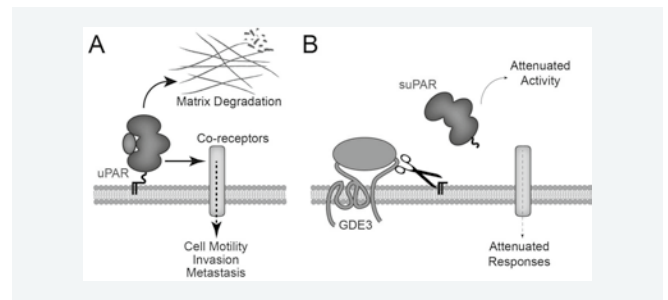 A
Matrix Degradation
Co-receptors
uPAR
Cell Motility
Invasion
Metastasis
B
Attenuated
Activity
suPAR
GDE3
Attenuated
Responses